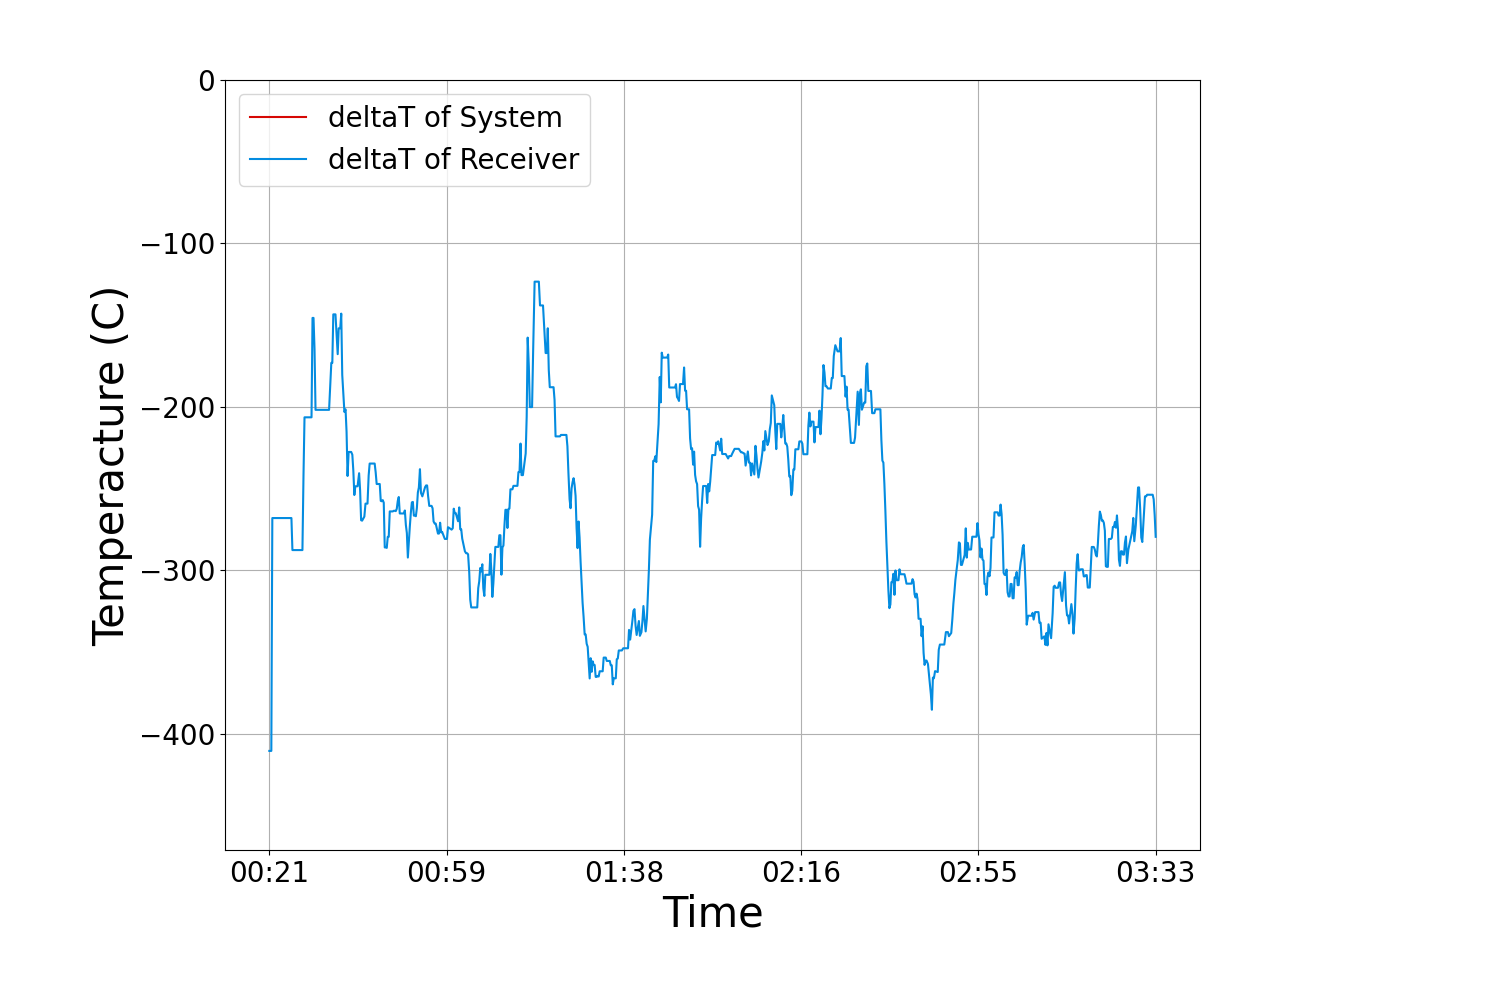 deltaT of System
deltaT of Receiver
0
−100
−200
−300
−400
Temperacture (C)
00:21 00:59 01:38 02:16 02:55 03:33
Time